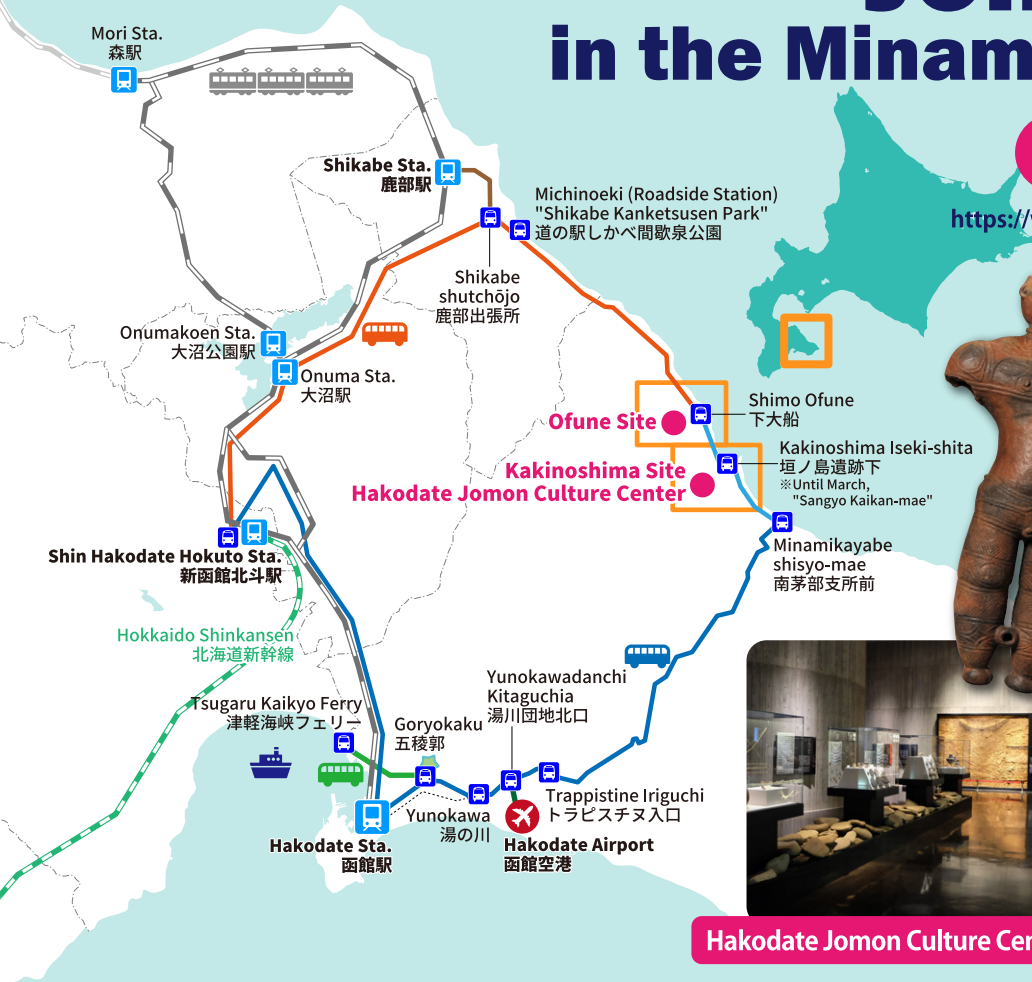 in the Minam
https://
Mori Sta.
森駅
Shikabe Sta.
鹿部駅
Michinoeki (Roadside Station)
"Shikabe Kanketsusen Park"
道の駅しかべ間歇泉公園
Shikabe
shutchōjo
鹿部出張所
Onumakoen Sta.
大沼公園駅
Onuma Sta.
大沼駅
Shimo Ofune
下大船
Ofune Site
Kakinoshima Iseki-shita
垣ノ島遺跡下
※Until March,
"Sangyo Kaikan-mae"
Kakinoshima Site
Hakodate Jomon Culture Center
Minamikayabe
shisyo-mae
南茅部支所前
Shin Hakodate Hokuto Sta.
新函館北斗駅
Hokkaido Shinkansen
北海道新幹線
Tsugaru Kaikyo Ferry
津軽海峡フェリー
Goryokaku
五稜郭
Yunokawadanchi
Kitaguchia
湯川団地北口
Trappistine Iriguchi
トラピスチヌ入口
Yunokawa
湯の川
Hakodate Sta.
函館駅
Hakodate Airport
函館空港
Hakodate Jomon Culture Cen